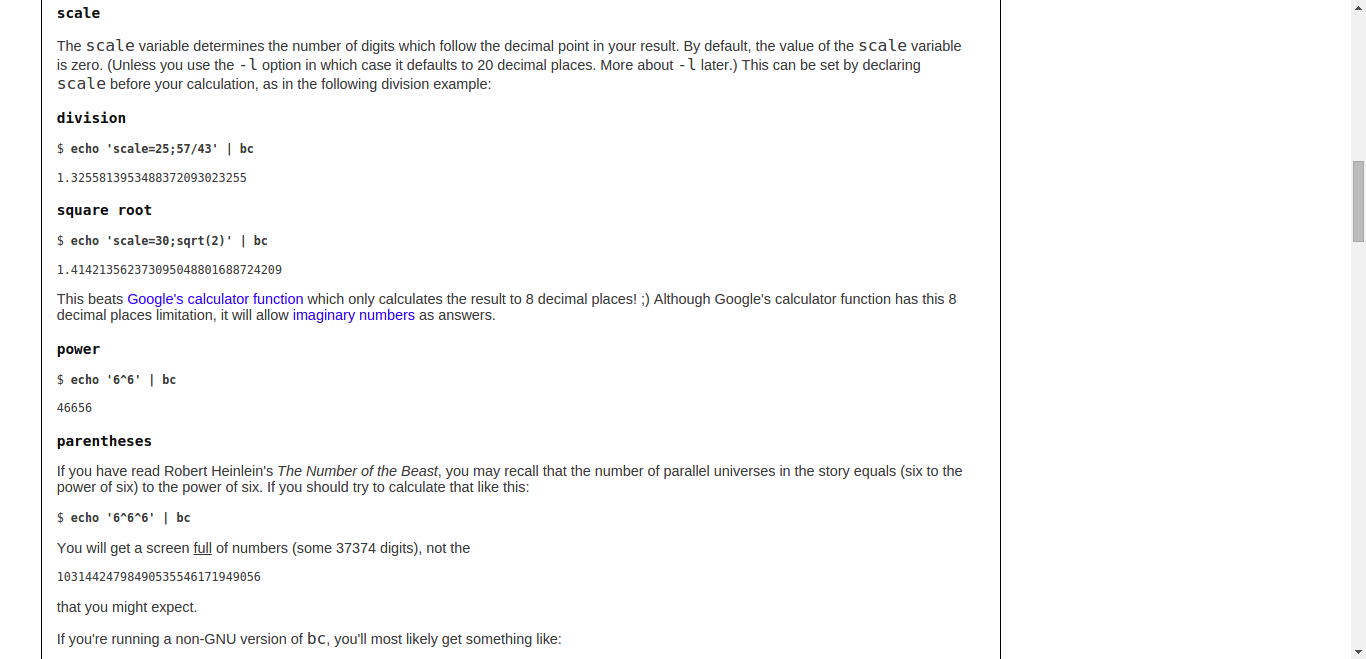 scale
The scale variable determines the number of digits which follow the decimal point in your result. By default, the value of the scale variable
is zero. (Unless you use the -l option in which case it defaults to 20 decimal places. More about -l later.) This can be set by declaring
scale before your calculation, as in the following division example:
division
$ echo 'scale=25;57/43' | bc
1.3255813953488372093023255
square root
$ echo 'scale=30;sqrt(2)' | bc
1.414213562373095048801688724209
This beats Google's calculator function which only calculates the result to 8 decimal places! ;) Although Google's calculator function has this 8
decimal places limitation, it will allow imaginary numbers as answers.
power
$ echo '6^6' | bc
46656
parentheses
If you have read Robert Heinlein's The Number of the Beast, you may recall that the number of parallel universes in the story equals (six to the
power of six) to the power of six. If you should try to calculate that like this:
$ echo '6^6^6' | bc
You will get a screen full of numbers (some 37374 digits), not the
10314424798490535546171949056
that you might expect.
If you're running a non-GNU version of bc, you'll most likely get something like: